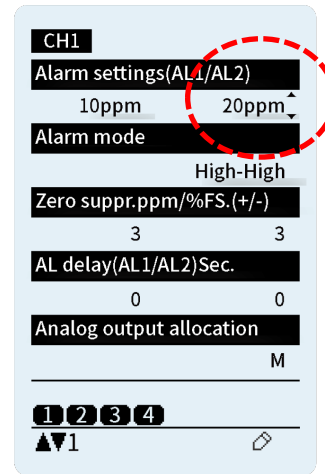 CH1
Alarm settings(AL1/AL2)
10ppm 20ppm
Alarm mode
High-High
Zero suppr.ppm/%FS.(+/-)
3 3
AL delay(AL1/AL2)Sec.
0 0
Analog output allocation
M
1 2 3 4
▲▼1